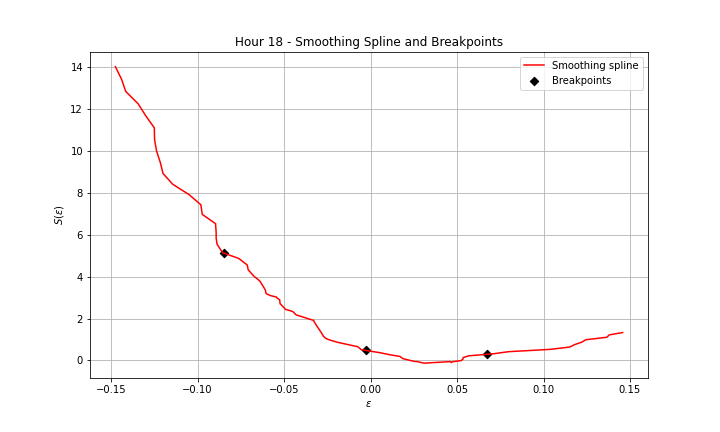 Hour 18 - Smoothing Spline and Breakpoints
Smoothing spline
Breakpoints
S(ε)
14
12
10
8
6
4
2
0
−0.15 −0.10 −0.05 0.00 0.05 0.10 0.15
ε